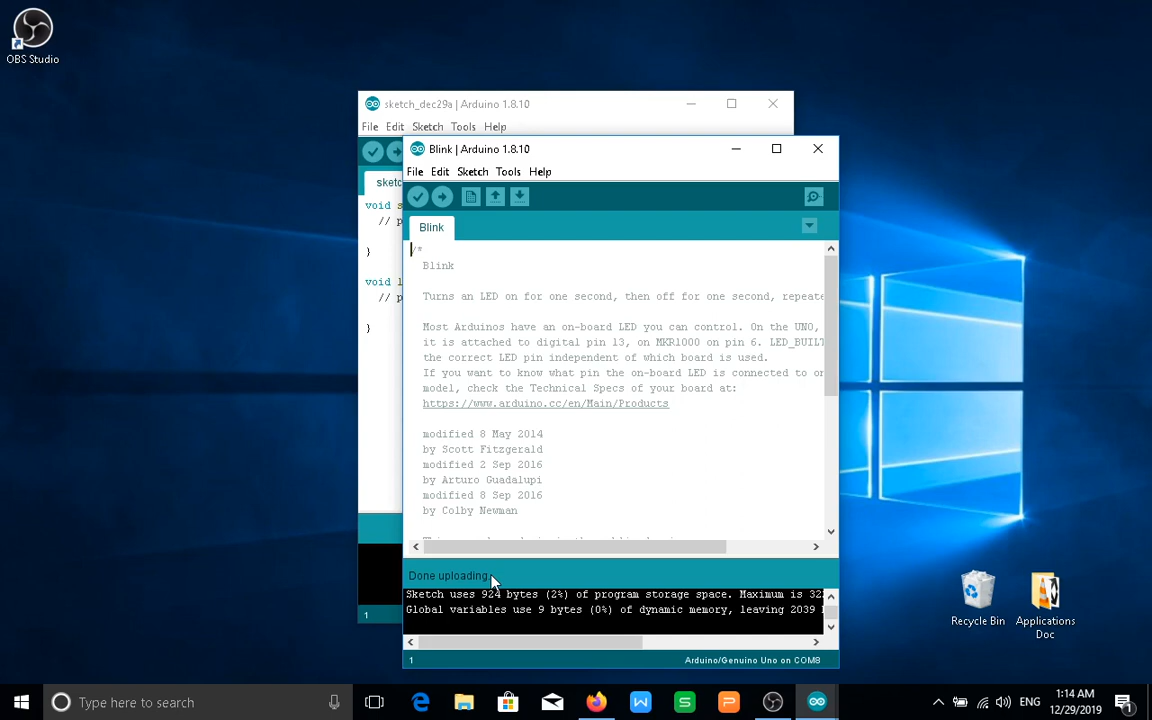 OBS Studio
sketch_dec29a | Arduino 1.8.10
File Edit Sketch Tools Help
sketc
void s
// p
}
void l
// p
}
1
Blink | Arduino 1.8.10
File Edit Sketch Tools Help
Blink
/*
Blink
Turns an LED on for one second, then off for one second, repeate
Most Arduinos have an on-board LED you can control. On the UNO,
it is attached to digital pin 13, on MKR1000 on pin 6. LED_BUILT
the correct LED pin independent of which board is used.
If you want to know what pin the on-board LED is connected to on
model, check the Technical Specs of your board at:
https://www.arduino.cc/en/Main/Products
modified 8 May 2014
by Scott Fitzgerald
modified 2 Sep 2016
by Arturo Guadalupi
modified 8 Sep 2016
by Colby Newman
Done uploading.
Sketch uses 924 bytes (2%) of program storage space. Maximum is 32
Global variables use 9 bytes (0%) of dynamic memory, leaving 2039
1
Arduino/Genuino Uno on COM8
Recycle Bin
Applications
Doc
Type here to search
ENG
1:14 AM
12/29/2019
1